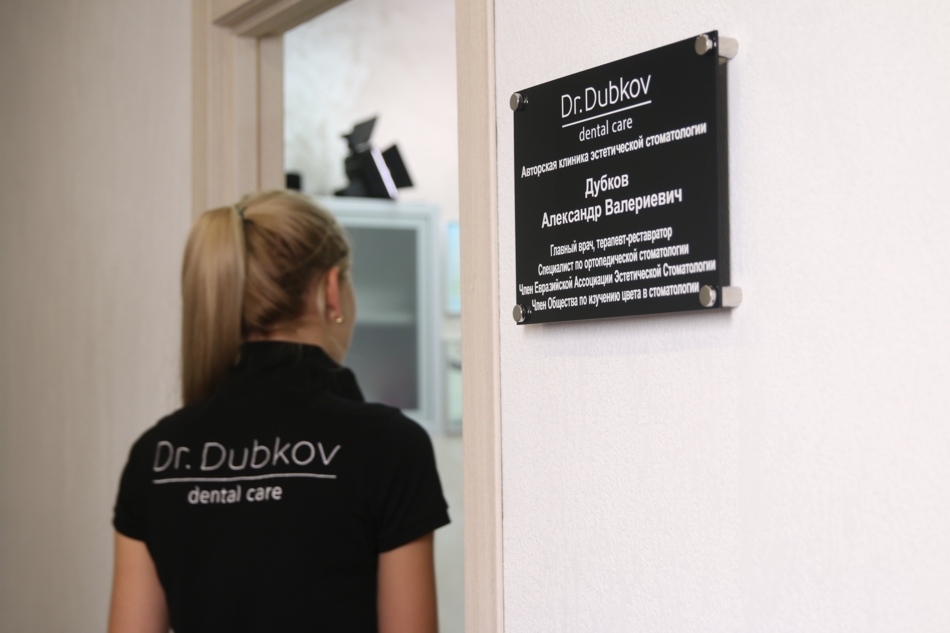 Dr. Dubkov
dental care
Авторская клиника эстетической стоматологии
Дубков
Александр Валериевич
Главный врач, терапевт-реставратор
Специалист по ортопедической стоматологии
Член Евразийской Ассоциации Эстетической Стоматологии
Член Общества по изучению цвета в стоматологии
Dr. Dubkov
dental care